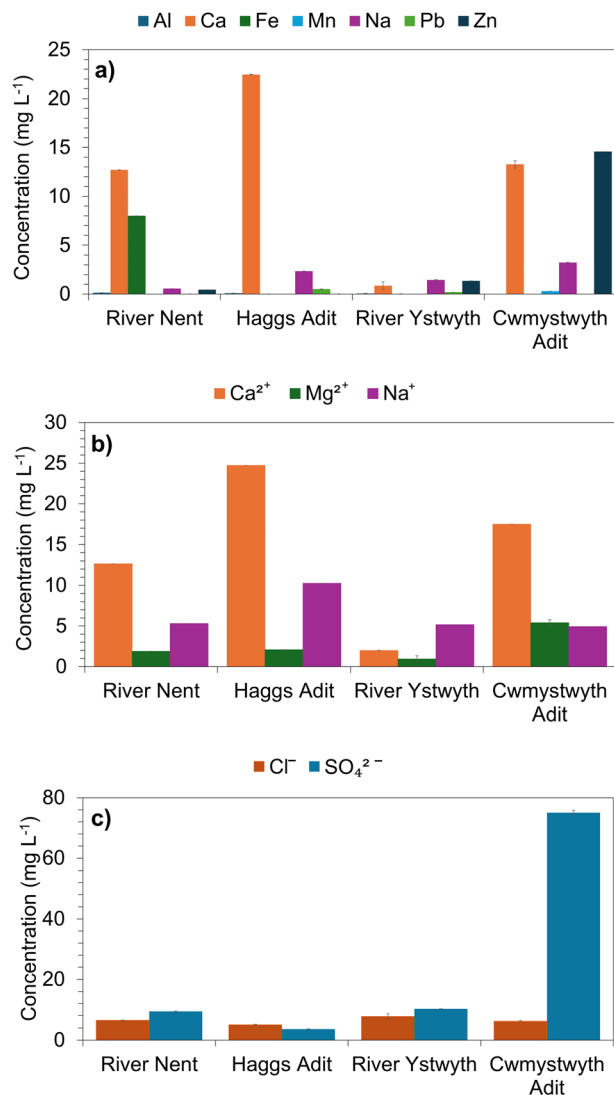 Al Ca Fe Mn Na Pb Zn
a)
Concentration (mg L⁻¹)
25
20
15
10
5
0
River Nent Haggs Adit River Ystwyth Cwmystwyth
Adit
Ca²⁺ Mg²⁺ Na⁺
b)
Concentration (mg L⁻¹)
30
25
20
15
10
5
0
River Nent Haggs Adit River Ystwyth Cwmystwyth
Adit
Cl⁻ SO₄²⁻
c)
Concentration (mg L⁻¹)
80
60
40
20
0
River Nent Haggs Adit River Ystwyth Cwmystwyth
Adit